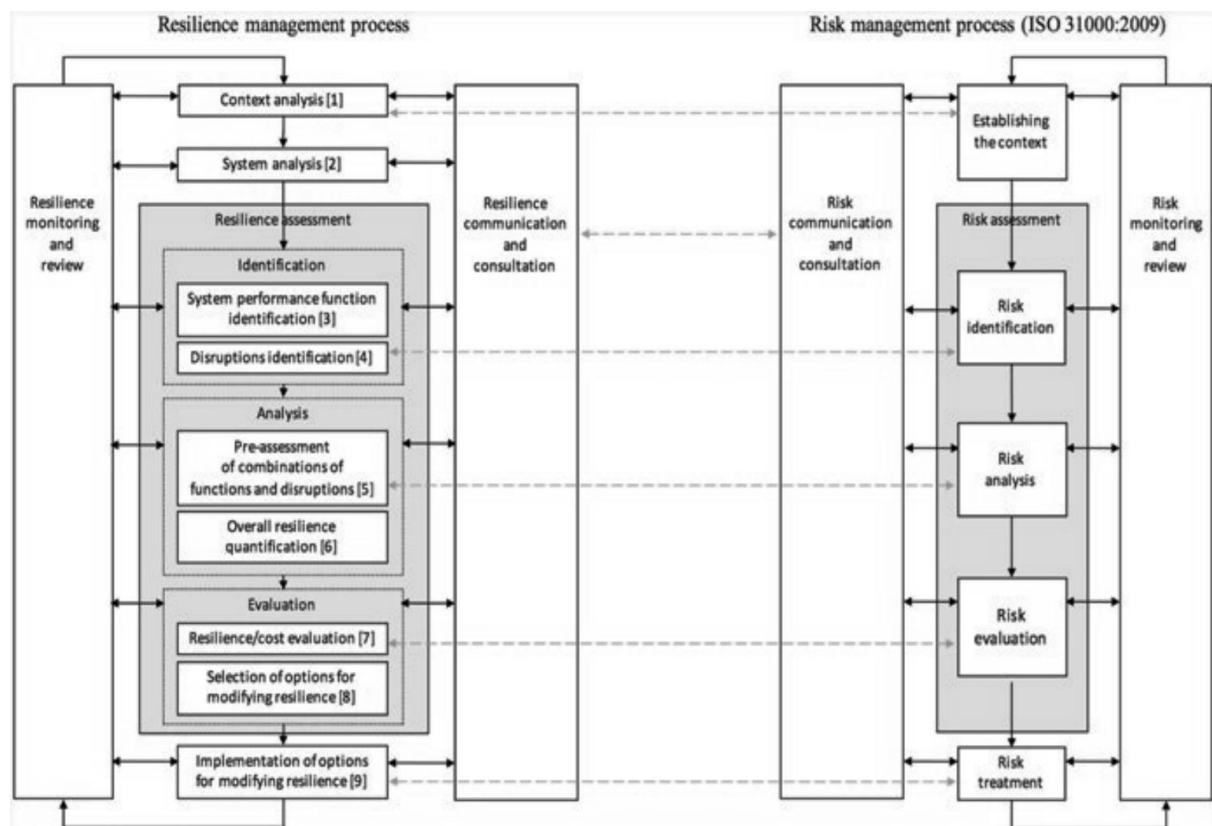 Resilience management process
Context analysis [1]
System analysis [2]
Resilience
monitoring
and
review
Resilience
communication
and
consultation
Resilience assessment
Identification
System performance function
identification [3]
Disruptions identification [4]
Analysis
Pre-assessment
of combinations of
functions and disruptions [5]
Overall resilience
quantification [6]
Evaluation
Resilience/cost evaluation [7]
Selection of options for
modifying resilience [8]
Implementation of options
for modifying resilience [9]
Risk management process (ISO 31000:2009)
Establishing
the context
Risk
communication and
consultation
Risk
monitoring
and
review
Risk assessment
Risk
identification
Risk
analysis
Risk
evaluation
Risk
treatment